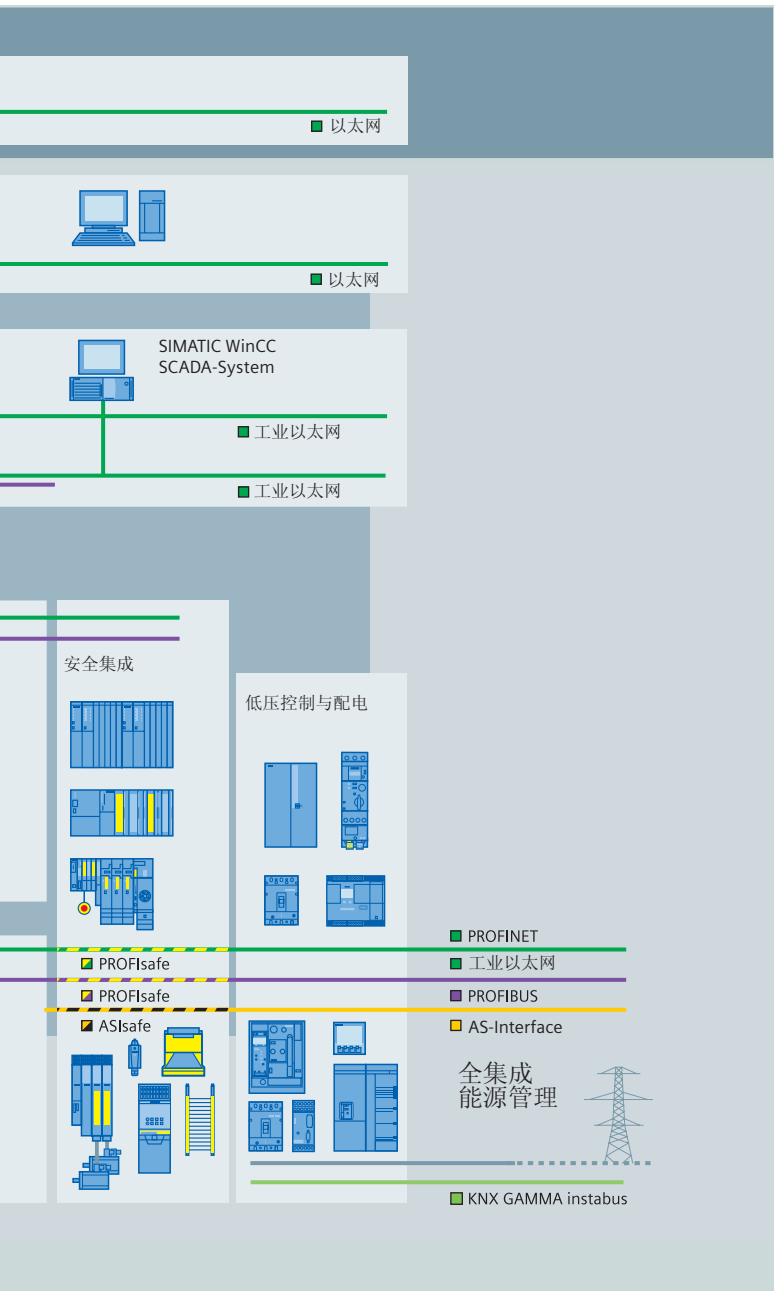 以太网
以太网
SIMATIC WinCC
SCADA-System
工业以太网
工业以太网
安全集成
低压控制与配电
PROFINET
PROFIsafe
工业以太网
PROFIsafe
PROFIBUS
ASIsafe
AS-Interface
全集成
能源管理
KNX GAMMA instabus